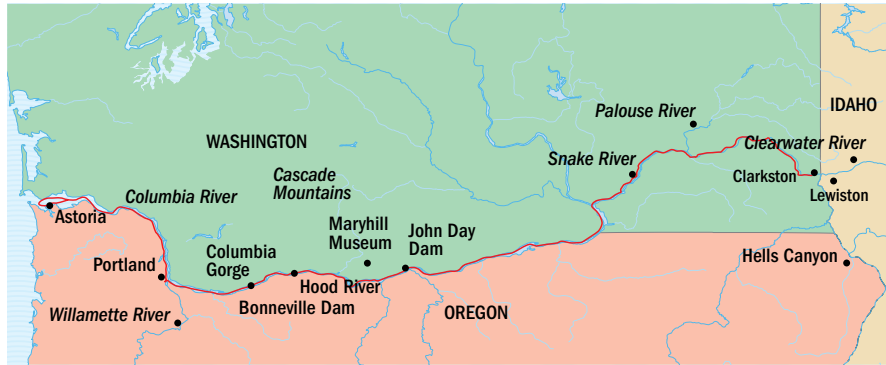 IDAHO
Palouse River
WASHINGTON
Clearwater River
Snake River
Cascade
Mountains
Clarkston
Lewiston
Columbia River
Astoria
Maryhill
Museum
John Day
Dam
Columbia
Gorge
Hells Canyon
Portland
Hood River
Bonneville Dam
Willamette River
OREGON